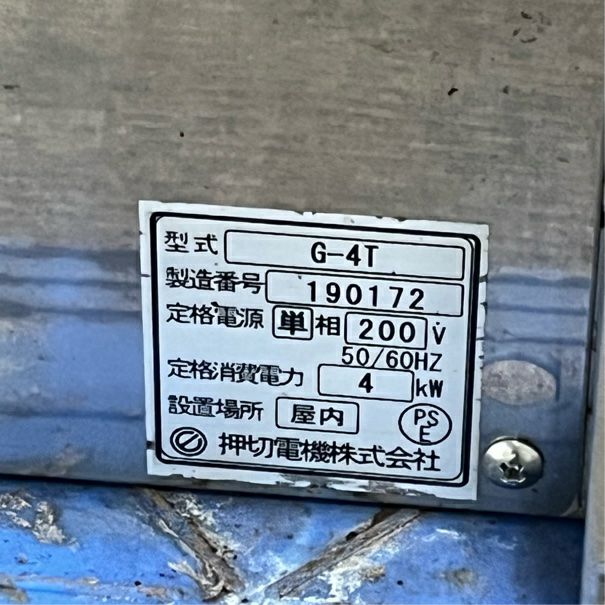 型式 G-4T
製造番号 190172
定格電源 単相 200 V
50/60HZ
定格消費電力 4 kW
設置場所 屋内 PSE
押切電機株式会社